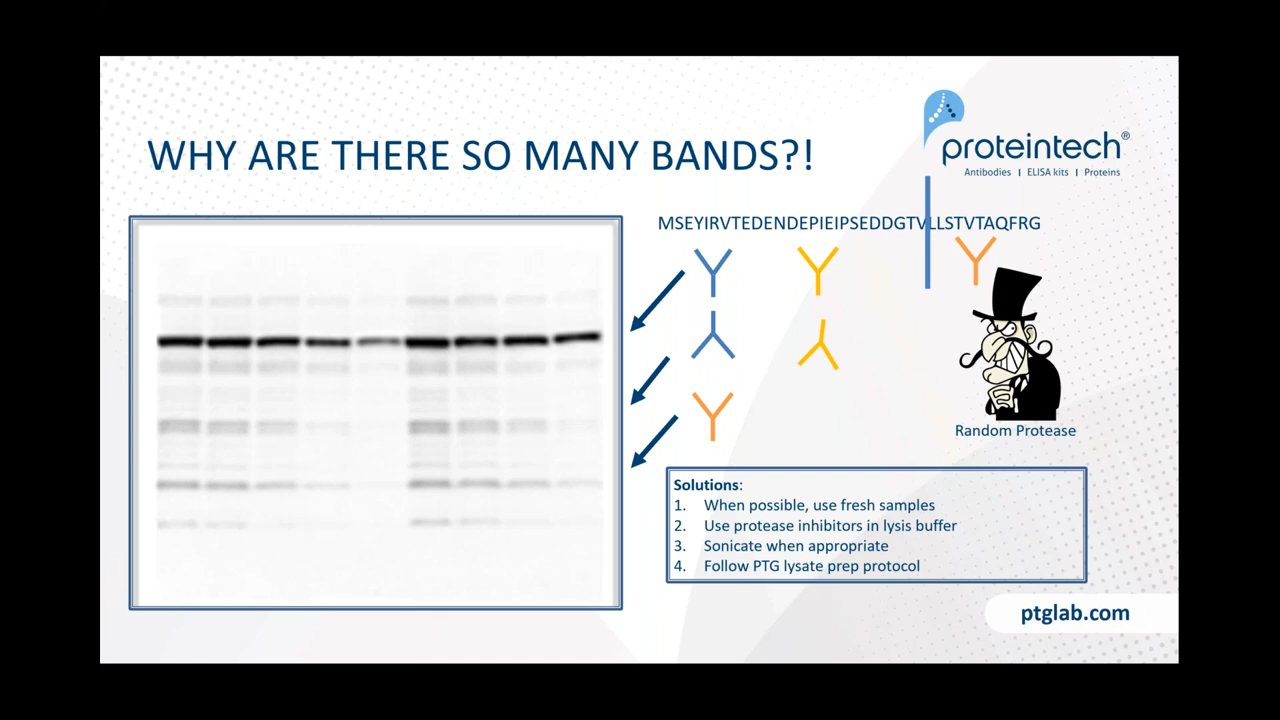 WHY ARE THERE SO MANY BANDS?!
proteintech®
Antibodies | ELISA kits | Proteins
MSEYIRVTEDENDEPIEIPSEDDGTVLLSTVTAQFRG
Random Protease
Solutions:
1. When possible, use fresh samples
2. Use protease inhibitors in lysis buffer
3. Sonicate when appropriate
4. Follow PTG lysate prep protocol
ptglab.com